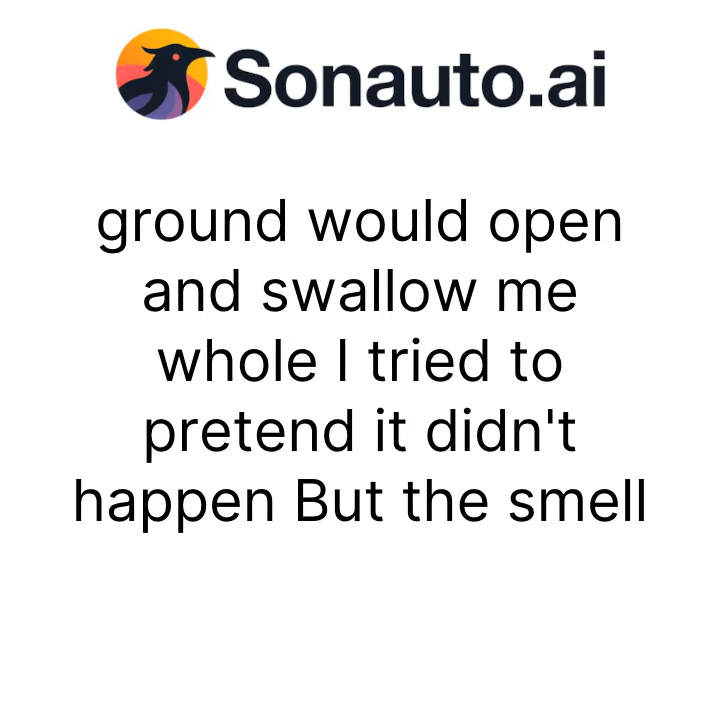 Sonauto.ai
ground would open
and swallow me
whole I tried to
pretend it didn't
happen But the smell